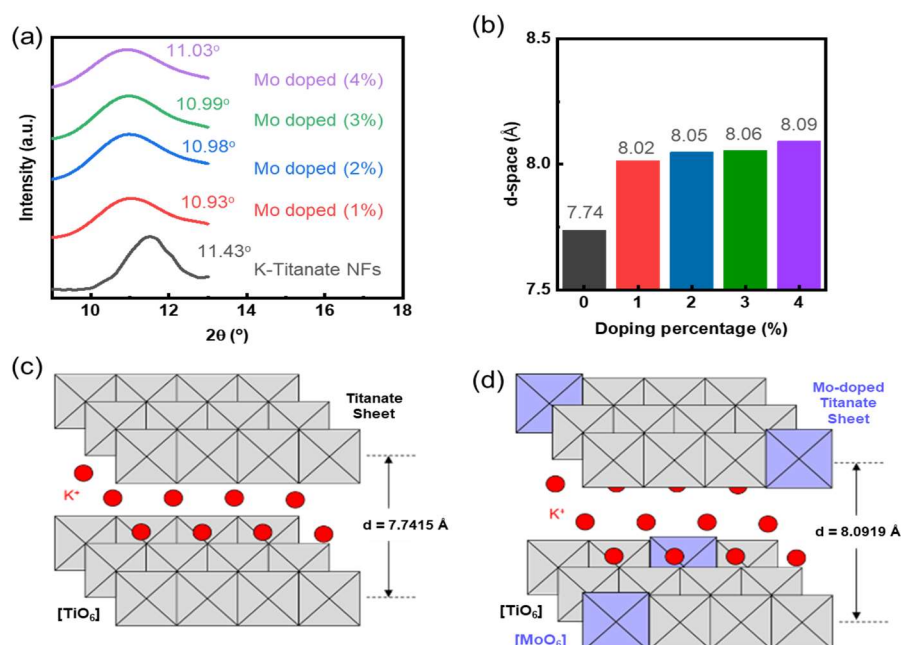 (a)
11.03°
Mo doped (4%)
10.99°
Mo doped (3%)
10.98°
Mo doped (2%)
10.93°
Mo doped (1%)
11.43°
K-Titanate NFs
Intensity (a.u.)
10 12 14 16 18
2θ (°)
(b)
8.5
8.0
7.5
d-space (Å)
7.74
8.02
8.05
8.06
8.09
0 1 2 3 4
Doping percentage (%)
(c)
Titanate
Sheet
K⁺
d = 7.7415 Å
[TiO₆]
(d)
Mo-doped
Titanate
Sheet
K⁺
d = 8.0919 Å
[TiO₆]
[MoO₆]